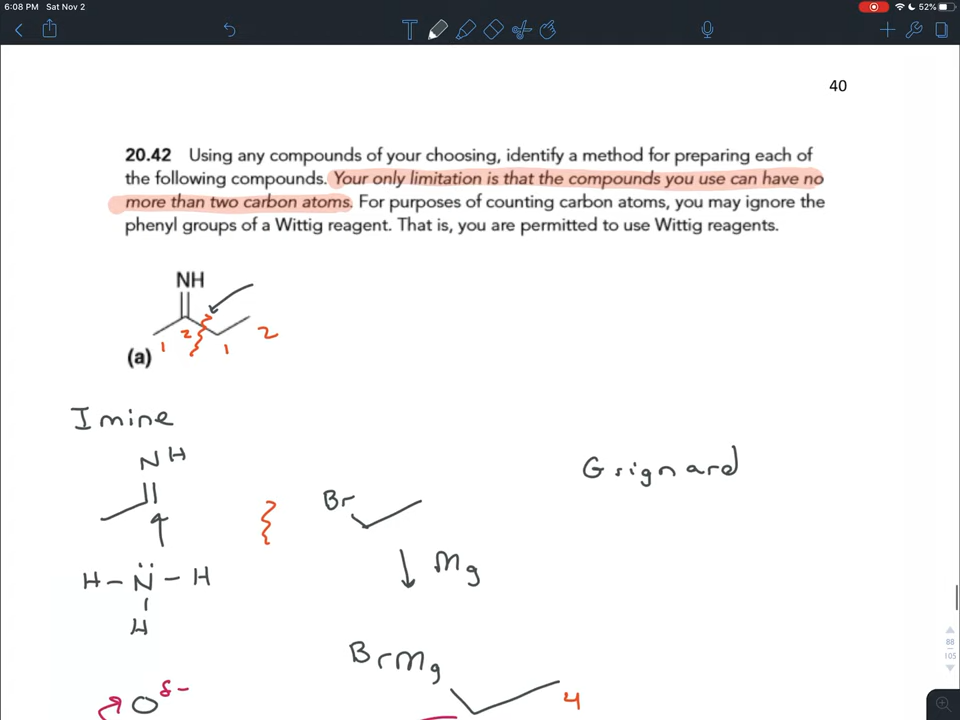 6:08 PM Sat Nov 2
52%
T
40
20.42 Using any compounds of your choosing, identify a method for preparing each of
the following compounds. Your only limitation is that the compounds you use can have no
more than two carbon atoms. For purposes of counting carbon atoms, you may ignore the
phenyl groups of a Wittig reagent. That is, you are permitted to use Wittig reagents.
NH
1 2 1 2
(a)
Imine
NH
Grignard
Br
Mg
H - N - H
H
BrMg
4
O δ-
88
105